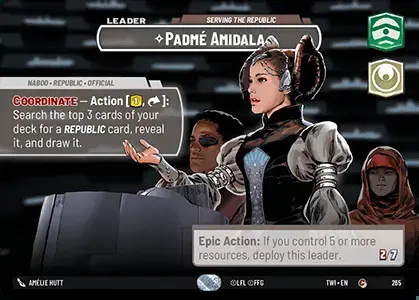 LEADER
SERVING THE REPUBLIC
✧PADMÉ AMIDALA
NABOO • REPUBLIC • OFFICIAL
COORDINATE — Action [1, ]:
Search the top 3 cards of your
deck for a REPUBLIC card, reveal
it, and draw it.
Epic Action: If you control 5 or more
resources, deploy this leader.
2 7
AMÉLIE HUTT
©LFL ©FFG
TWI • EN
C
265